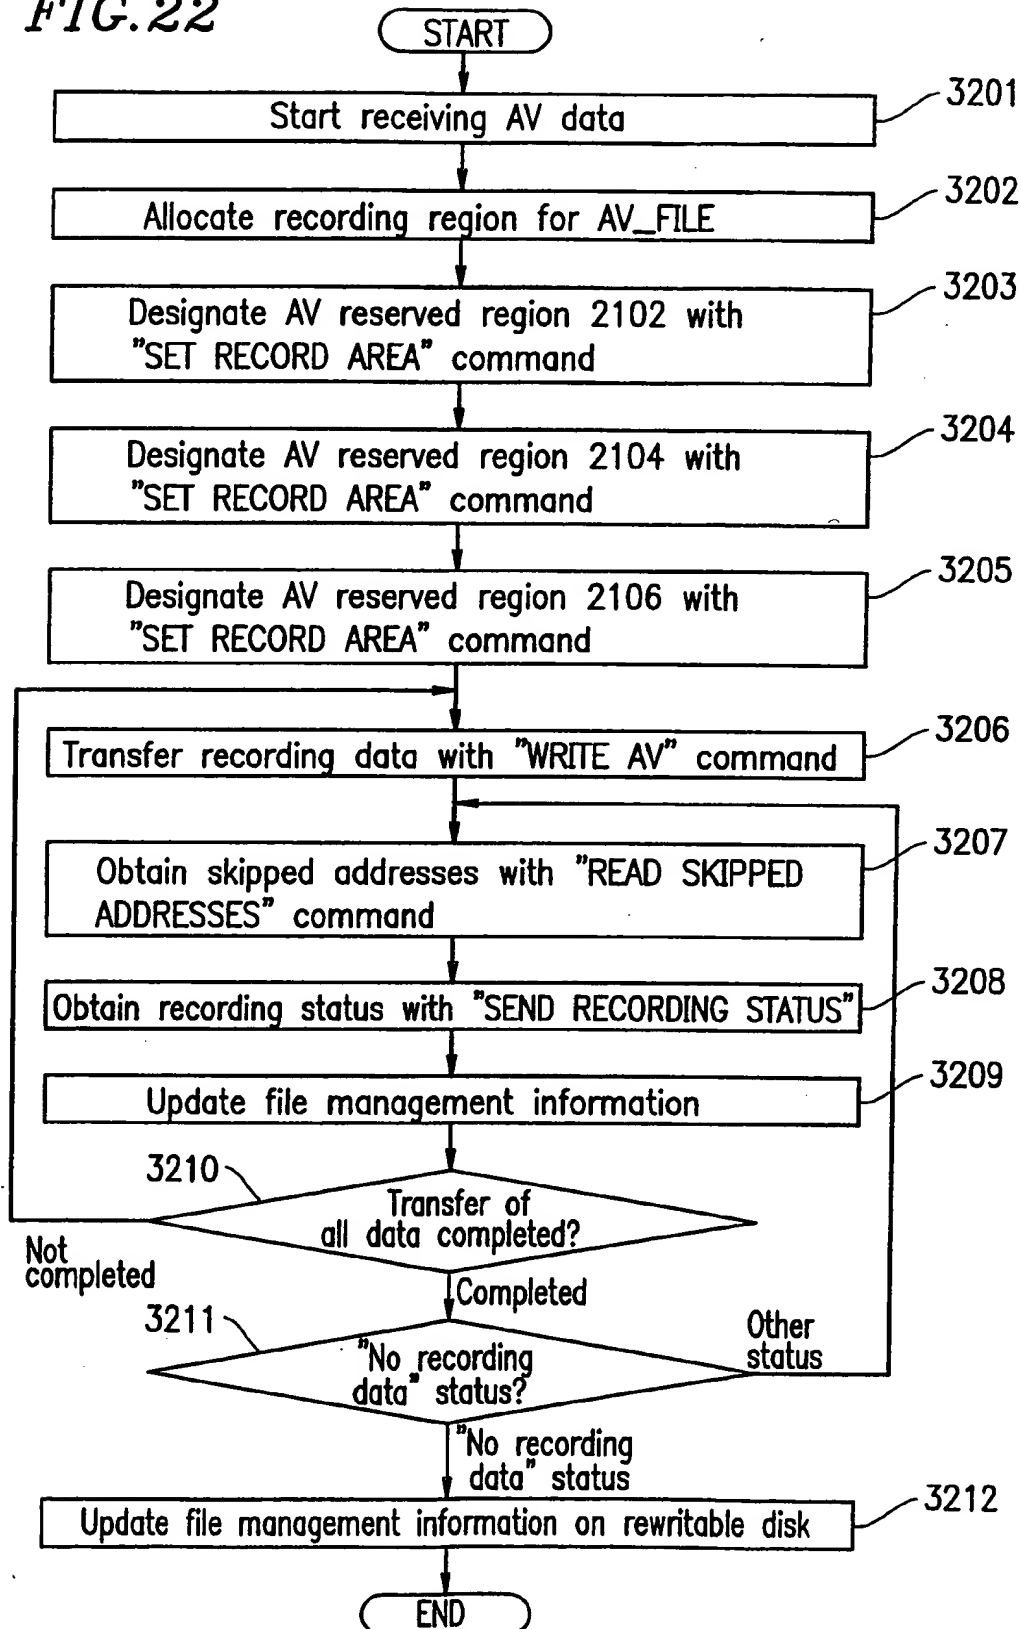 FIG.22
START
Start receiving AV data
3201
Allocate recording region for AV_FILE
3202
Designate AV reserved region 2102 with
"SET RECORD AREA" command
3203
Designate AV reserved region 2104 with
"SET RECORD AREA" command
3204
Designate AV reserved region 2106 with
"SET RECORD AREA" command
3205
Transfer recording data with "WRITE AV" command
3206
Obtain skipped addresses with "READ SKIPPED
ADDRESSES" command
3207
Obtain recording status with "SEND RECORDING STATUS"
3208
Update file management information
3209
3210
Transfer of
all data completed?
Not
completed
Completed
3211
"No recording
data" status?
Other
status
"No recording
data" status
Update file management information on rewritable disk
3212
END